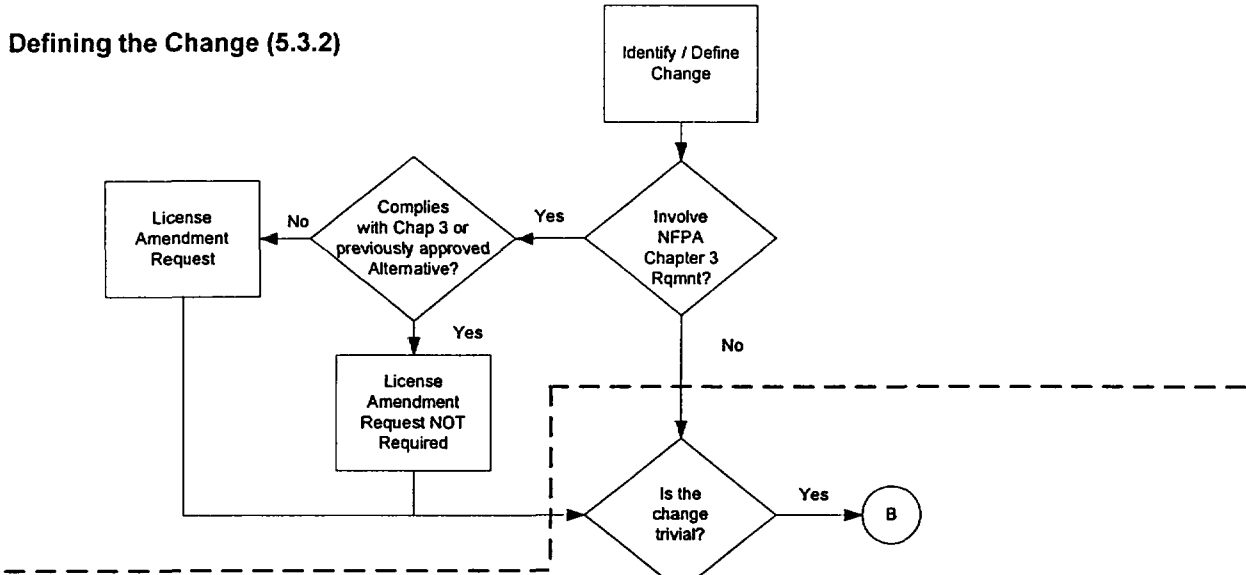 Defining the Change (5.3.2)
Identify / Define
Change
Involve
NFPA
Chapter 3
Rqmnt?
Yes
Complies
with Chap 3 or
previously approved
Alternative?
No
License
Amendment
Request
Yes
License
Amendment
Request NOT
Required
No
Is the
change
trivial?
Yes
B